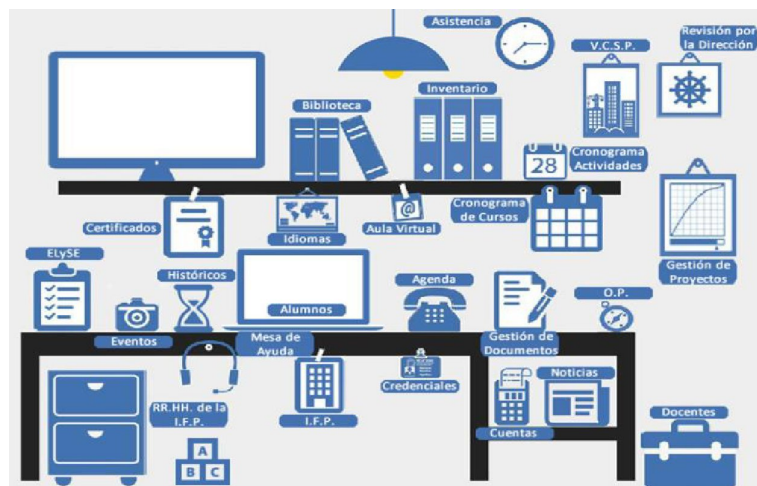 Asistencia
V.C.S.P.
Revisión por
la Dirección
Biblioteca
Inventario
28
Cronograma
Actividades
Certificados
Idiomas
@
Aula Virtual
Cronograma
de Cursos
Gestión de
Proyectos
ELySE
Históricos
Alumnos
Agenda
O.P.
Eventos
Mesa de
Ayuda
Gestión de
Documentos
RR.HH. de la
I.F.P.
I.F.P.
Credenciales
Noticias
Cuentas
Docentes
A
B C